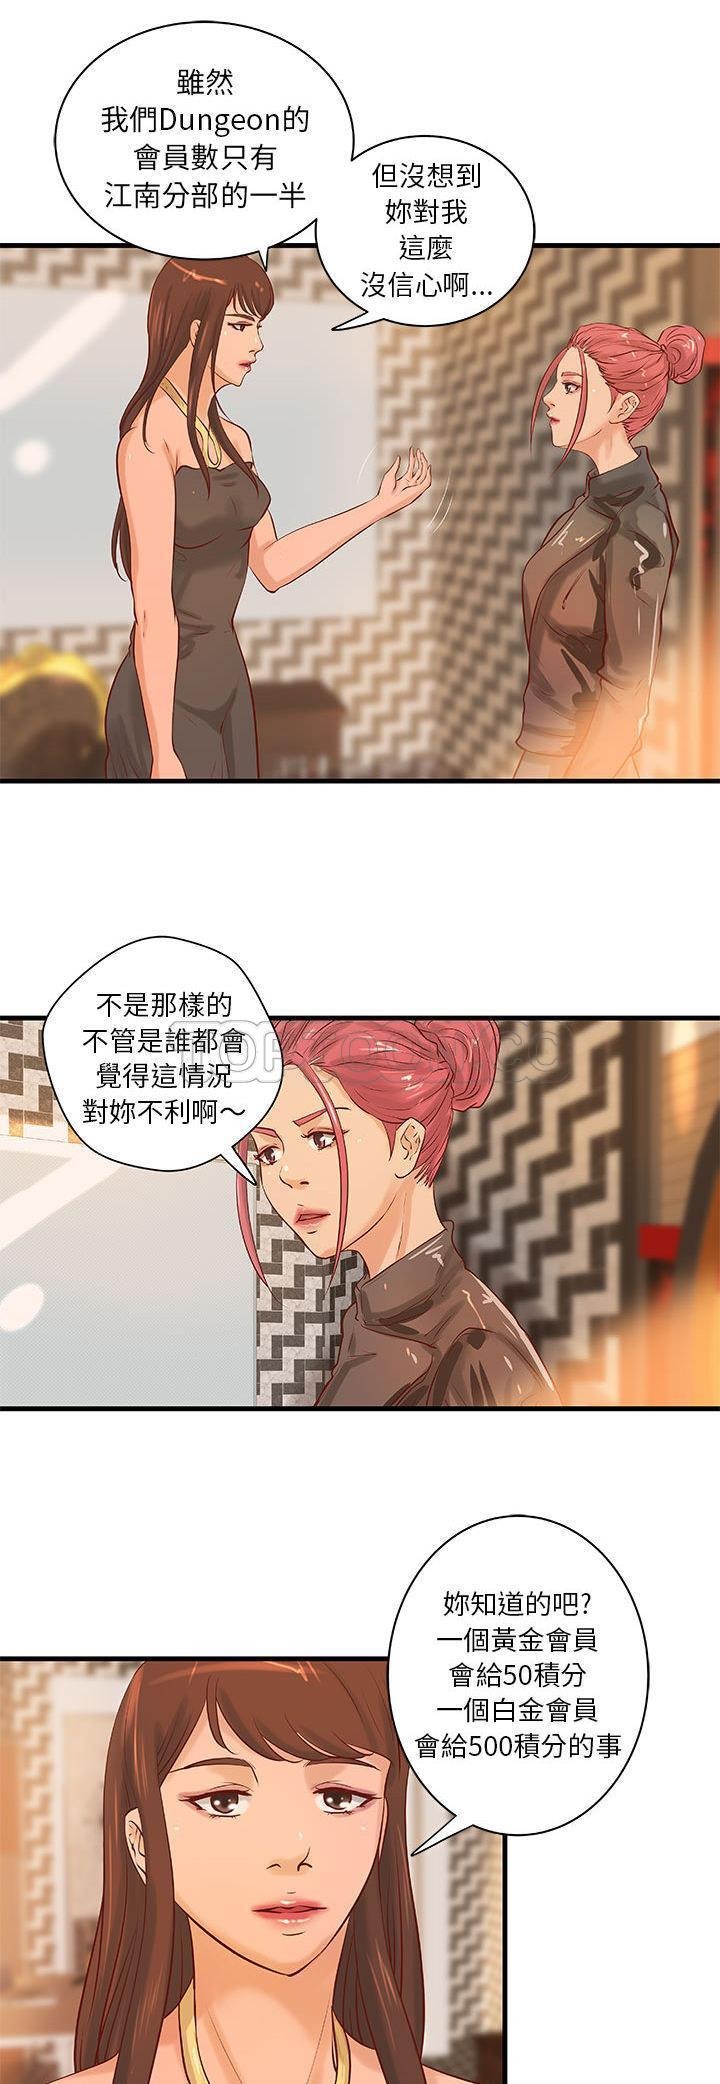 雖然
我們Dungeon的
會員數只有
江南分部的一半
但沒想到
妳對我
這麼
沒信心啊...
不是那樣的
不管是誰都會
覺得這情況
對妳不利啊～
妳知道的吧?
一個黃金會員
會給50積分
一個白金會員
會給500積分的事